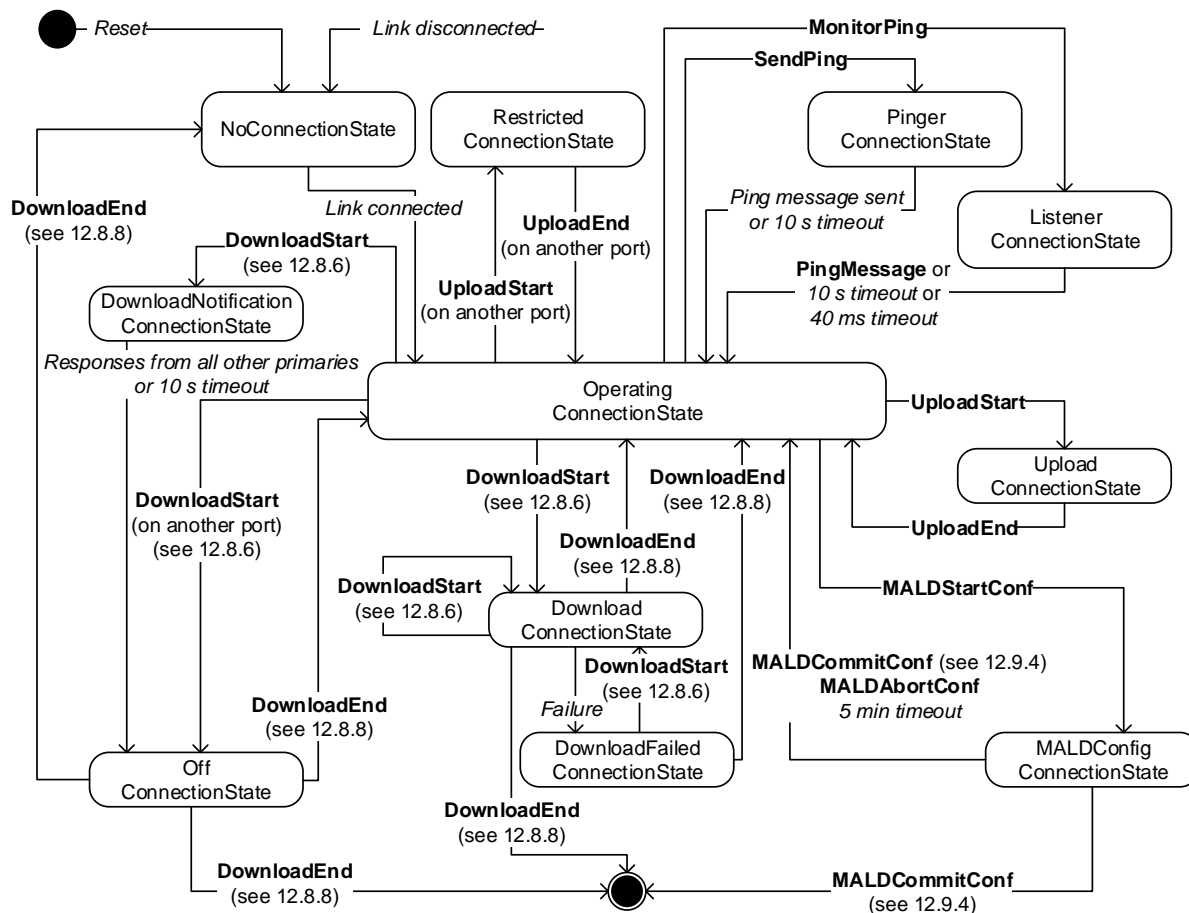 Reset
Link disconnected
MonitorPing
SendPing
NoConnectionState
Restricted
ConnectionState
Pinger
ConnectionState
DownloadEnd
(see 12.8.8)
Link connected
UploadEnd
(on another port)
Ping message sent
or 10 s timeout
Listener
ConnectionState
DownloadStart
(see 12.8.6)
UploadStart
(on another port)
PingMessage or
10 s timeout or
40 ms timeout
DownloadNotification
ConnectionState
Responses from all other primaries
or 10 s timeout
Operating
ConnectionState
UploadStart
Upload
ConnectionState
UploadEnd
DownloadStart
(on another port)
(see 12.8.6)
DownloadStart
(see 12.8.6)
DownloadEnd
(see 12.8.8)
DownloadEnd
(see 12.8.8)
DownloadStart
(see 12.8.6)
Download
ConnectionState
MALDStartConf
DownloadStart
(see 12.8.6)
MALDCommitConf (see 12.9.4)
MALDAbortConf
5 min timeout
DownloadEnd
(see 12.8.8)
Failure
DownloadFailed
ConnectionState
MALDConfig
ConnectionState
Off
ConnectionState
DownloadEnd
(see 12.8.8)
DownloadEnd
(see 12.8.8)
MALDCommitConf
(see 12.9.4)